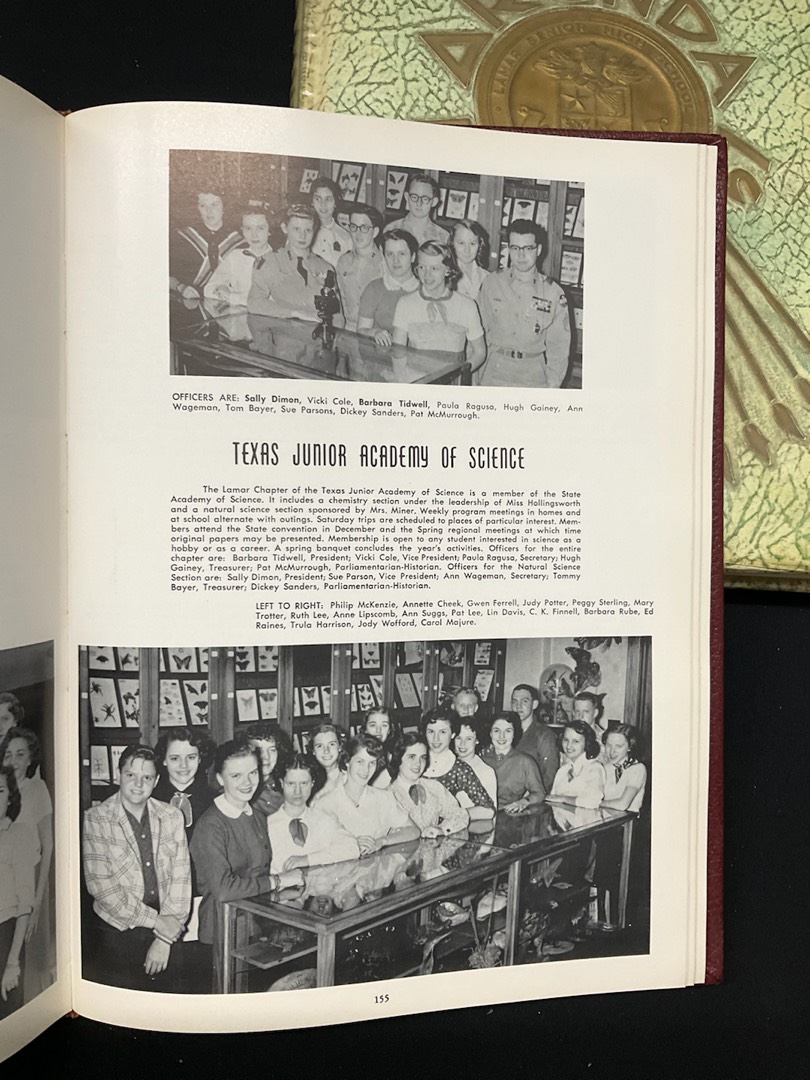 LAMAR SENIOR HIGH SCHOOL
OFFICERS ARE: Sally Dimon, Vicki Cole, Barbara Tidwell, Paula Ragusa, Hugh Gainey, Ann
Wageman, Tom Bayer, Sue Parsons, Dickey Sanders, Pat McMurrough.
TEXAS JUNIOR ACADEMY OF SCIENCE
The Lamar Chapter of the Texas Junior Academy of Science is a member of the State
Academy of Science. It includes a chemistry section under the leadership of Miss Hollingsworth
and a natural science section sponsored by Mrs. Miner. Weekly program meetings in homes and
at school alternate with outings. Saturday trips are scheduled to places of particular interest. Mem-
bers attend the State convention in December and the Spring regional meetings at which time
original papers may be presented. Membership is open to any student interested in science as a
hobby or as a career. A spring banquet concludes the year's activities. Officers for the entire
chapter are: Barbara Tidwell, President; Vicki Cole, Vice President; Paula Ragusa, Secretary; Hugh
Gainey, Treasurer; Pat McMurrough, Parliamentarian-Historian. Officers for the Natural Science
Section are: Sally Dimon, President; Sue Parson, Vice President; Ann Wageman, Secretary; Tommy
Bayer, Treasurer; Dickey Sanders, Parliamentarian-Historian.
LEFT TO RIGHT: Philip McKenzie, Annette Cheek, Gwen Ferrell, Judy Potter, Peggy Sterling, Mary
Trotter, Ruth Lee, Anne Lipscomb, Ann Suggs, Pat Lee, Lin Davis, C. K. Finnell, Barbara Rube, Ed
Raines, Trula Harrison, Jody Wofford, Carol Majure.
155